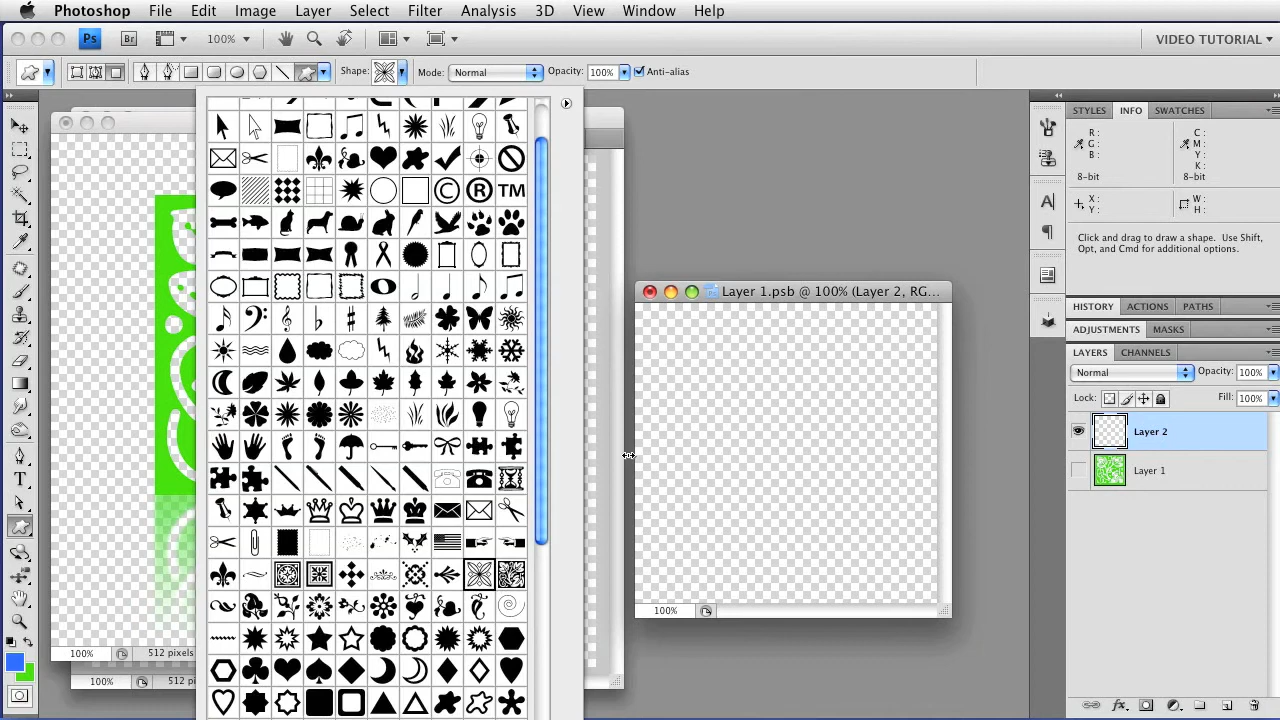 Photoshop File Edit Image Layer Select Filter Analysis 3D View Window Help
Ps Br 100% VIDEO TUTORIAL
Shape: Mode: Normal Opacity: 100% Anti-alias
STYLES INFO SWATCHES
R : C :
G : M :
B : Y :
K :
8-bit 8-bit
X : W :
Y : H :
Click and drag to draw a shape. Use Shift,
Opt, and Cmd for additional options.
HISTORY ACTIONS PATHS
ADJUSTMENTS MASKS
LAYERS CHANNELS
Normal Opacity: 100%
Lock: Fill: 100%
Layer 2
Layer 1
Layer 1.psb @ 100% (Layer 2, RG...
100%
© ® TM
100% 512 pixels
100% 512 pi